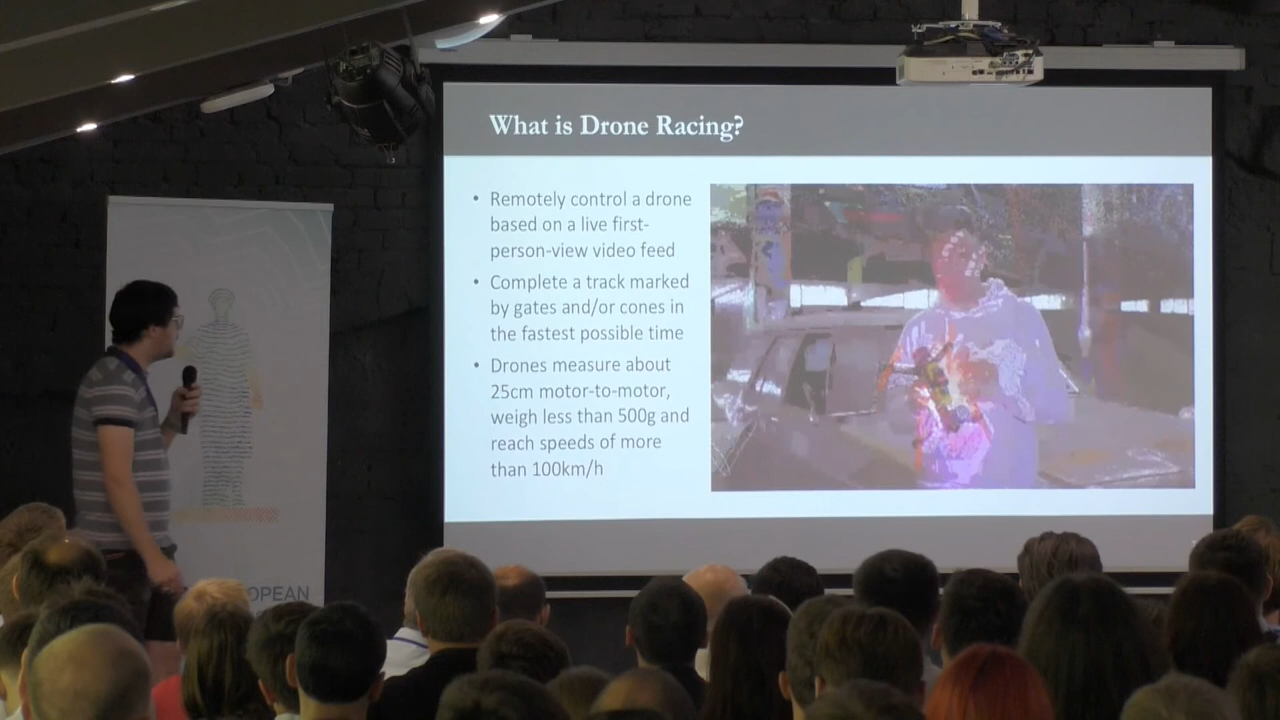 What is Drone Racing?
• Remotely control a drone
based on a live first-
person-view video feed
• Complete a track marked
by gates and/or cones in
the fastest possible time
• Drones measure about
25cm motor-to-motor,
weigh less than 500g and
reach speeds of more
than 100km/h
OPEAN